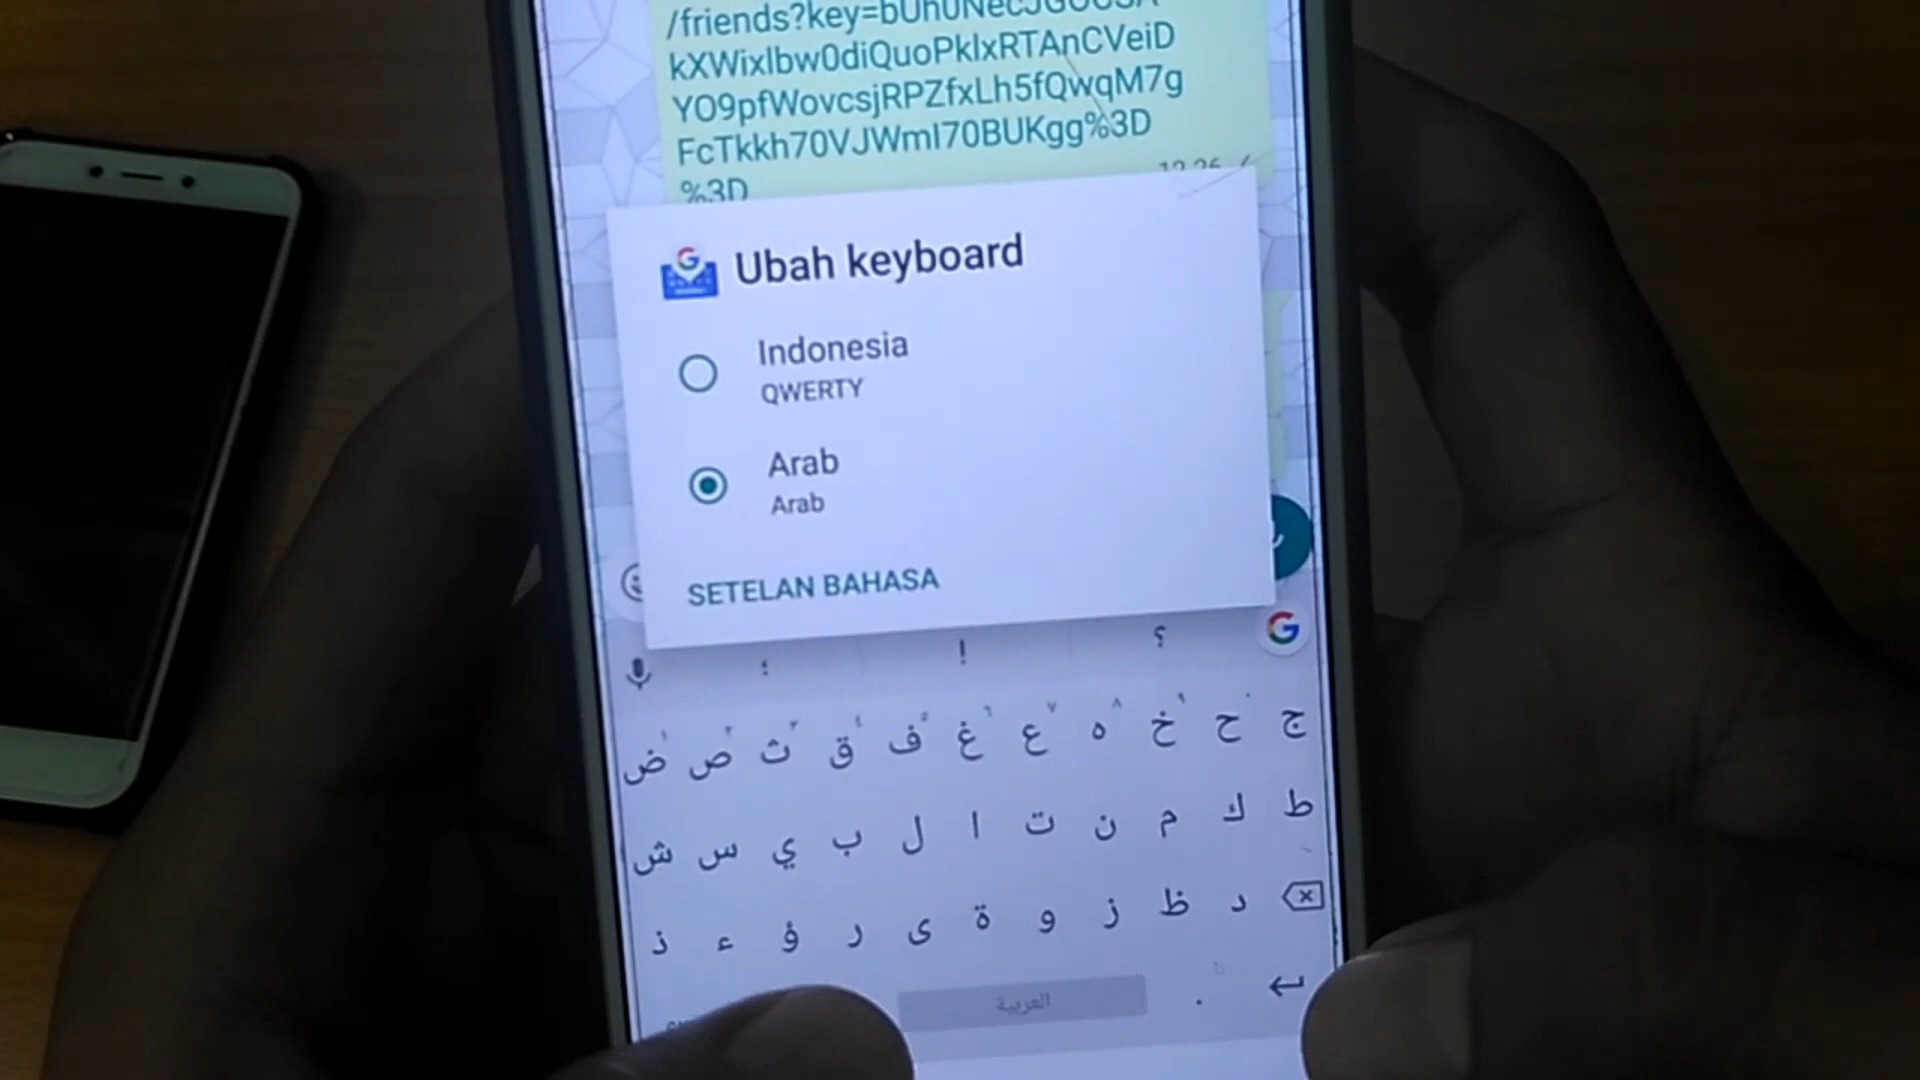 /friends?key=
kXWixlbw0diQuoPklxRTAnCVeiD
YO9pfWovcsjRPZfxLh5fQwqM7g
FcTkkh70VJWmI70BUKgg%3D
%3D
Ubah keyboard
Indonesia
QWERTY
Arab
Arab
SETELAN BAHASA
؛ ! ؟ G
ض ص ث ق ف غ ع ه خ ح ج
ش س ي ب ل ا ت ن م ك ط
ذ ء ؤ ر ى ة و ز ظ د
العربية .